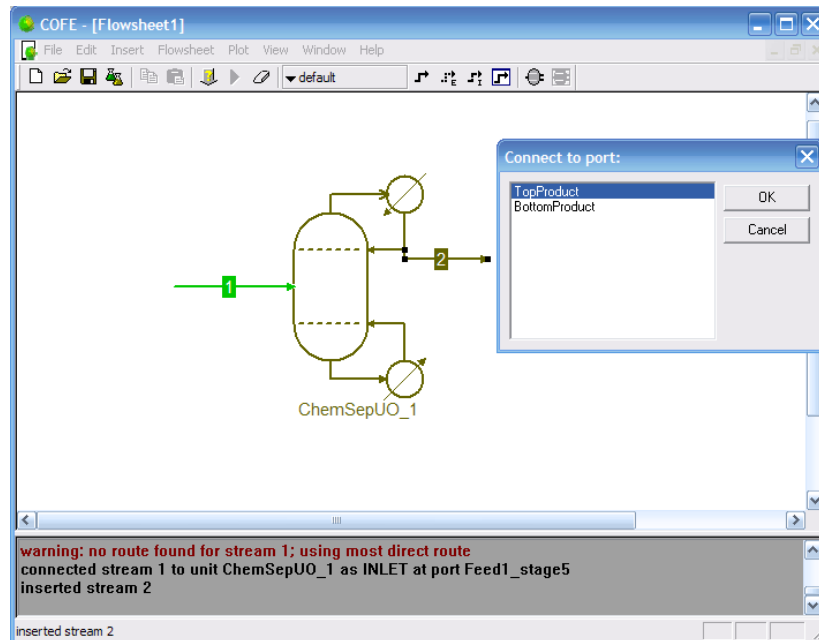 COFE - [Flowsheet1]
File Edit Insert Flowsheet Plot View Window Help
default
Connect to port:
TopProduct
BottomProduct
OK
Cancel
2
1
ChemSepUO_1
warning: no route found for stream 1; using most direct route
connected stream 1 to unit ChemSepUO_1 as INLET at port Feed1_stage5
inserted stream 2
inserted stream 2